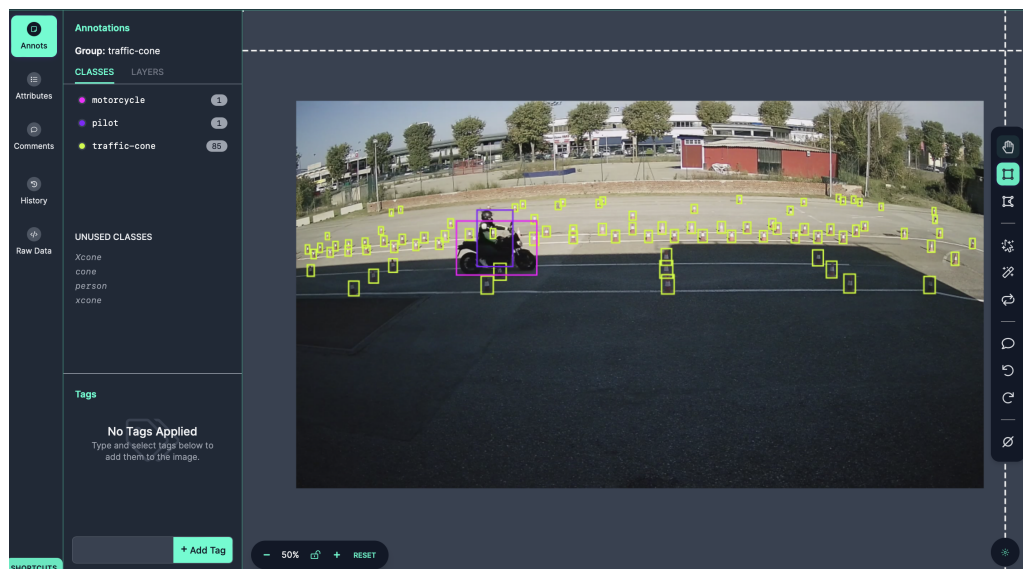 Annots
Attributes
Comments
History
Raw Data
SHORTCUTS
Annotations
Group: traffic-cone
CLASSES LAYERS
motorcycle 1
pilot 1
traffic-cone 85
UNUSED CLASSES
Xcone
cone
person
xcone
Tags
No Tags Applied
Type and select tags below to
add them to the image.
+ Add Tag
− 50% + RESET